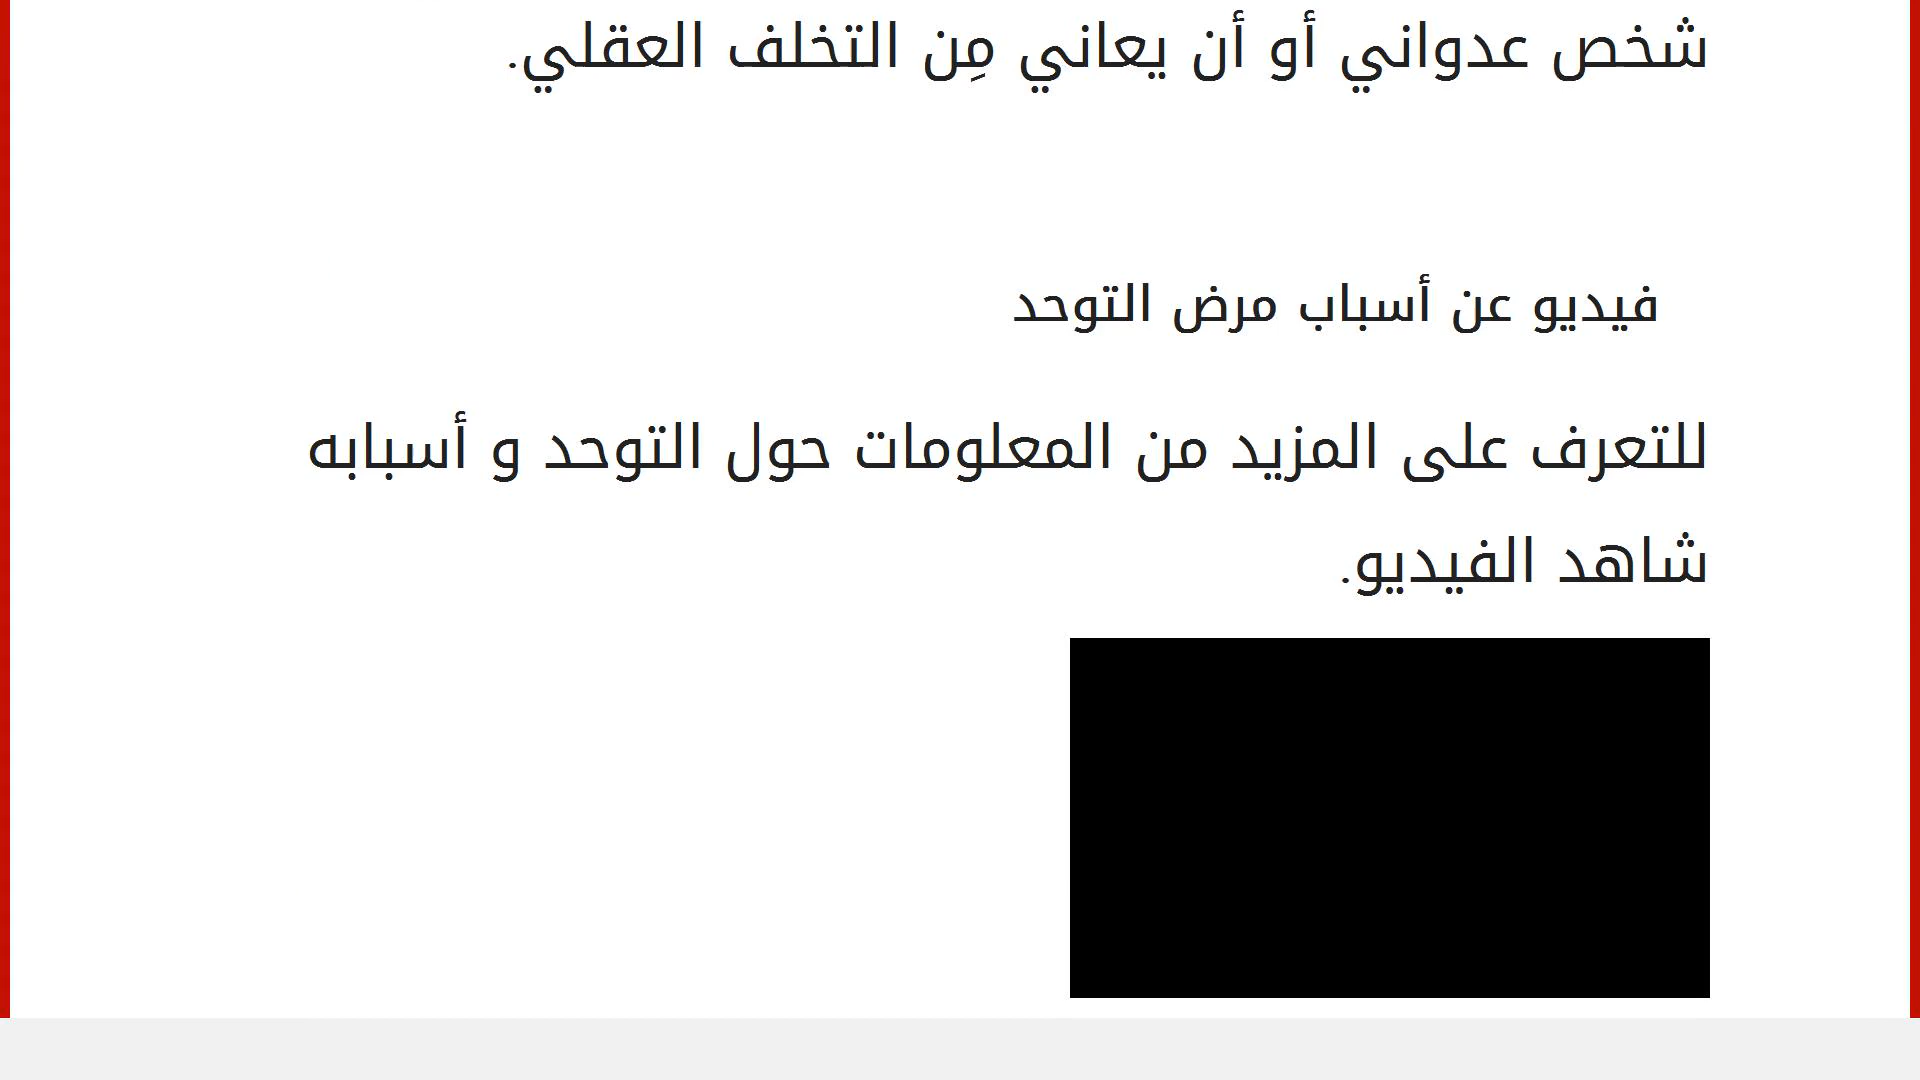 شخص عدواني أو أن يعاني مِن التخلف العقلي.
فيديو عن أسباب مرض التوحد
للتعرف على المزيد من المعلومات حول التوحد و أسبابه
شاهد الفيديو.